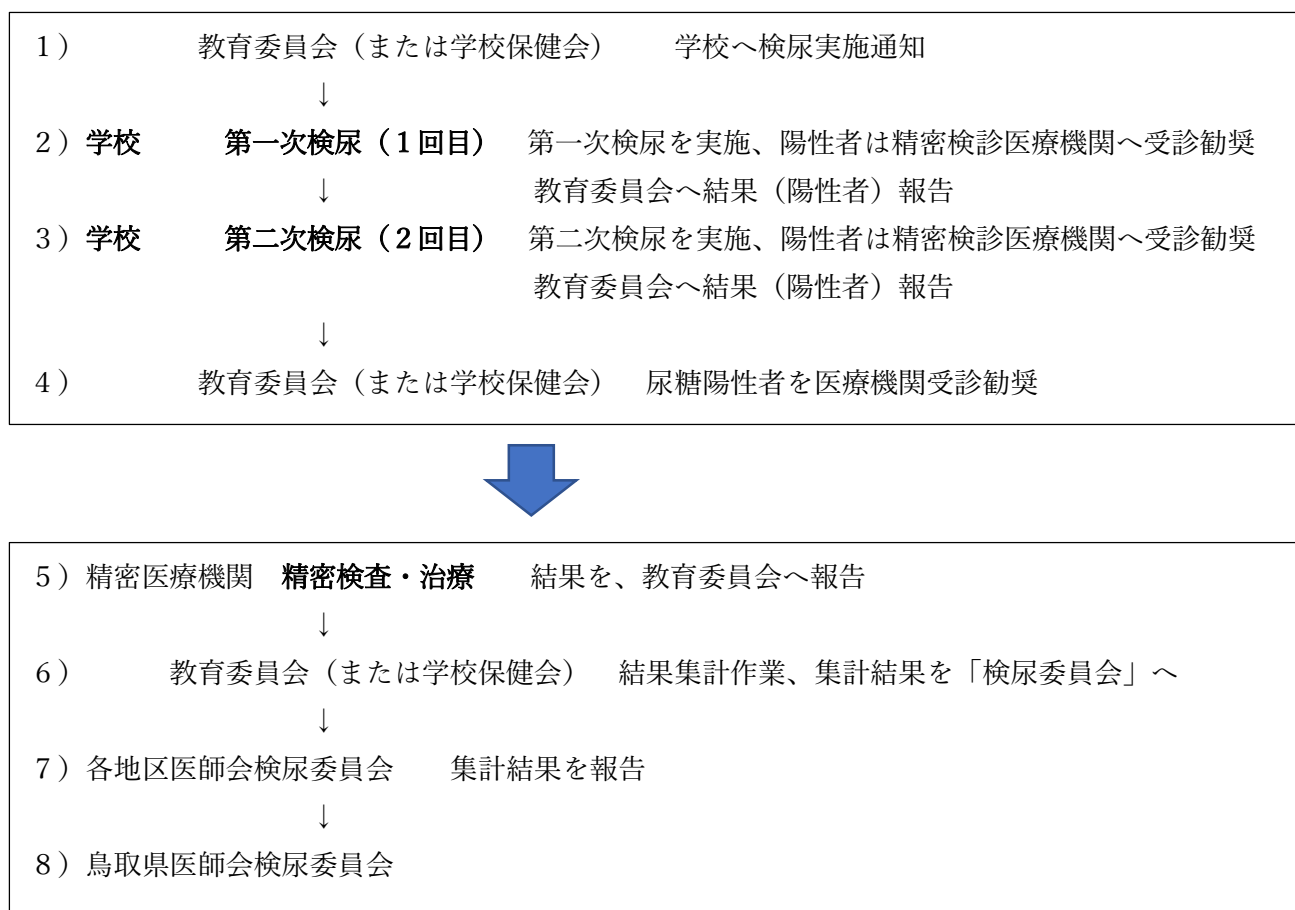 １）　　　　教育委員会（または学校保健会）　　学校へ検尿実施通知
↓
２）学校　　　第一次検尿（１回目）　第一次検尿を実施、陽性者は精密検診医療機関へ受診勧奨
↓　　　　　　　教育委員会へ結果（陽性者）報告
３）学校　　　第二次検尿（２回目）　第二次検尿を実施、陽性者は精密検診医療機関へ受診勧奨
教育委員会へ結果（陽性者）報告
↓
４）　　　　教育委員会（または学校保健会）　尿糖陽性者を医療機関受診勧奨
５）精密医療機関　精密検査・治療　　結果を、教育委員会へ報告
↓
６）　　　教育委員会（または学校保健会）　結果集計作業、集計結果を「検尿委員会」へ
↓
７）各地区医師会検尿委員会　　集計結果を報告
↓
８）鳥取県医師会検尿委員会